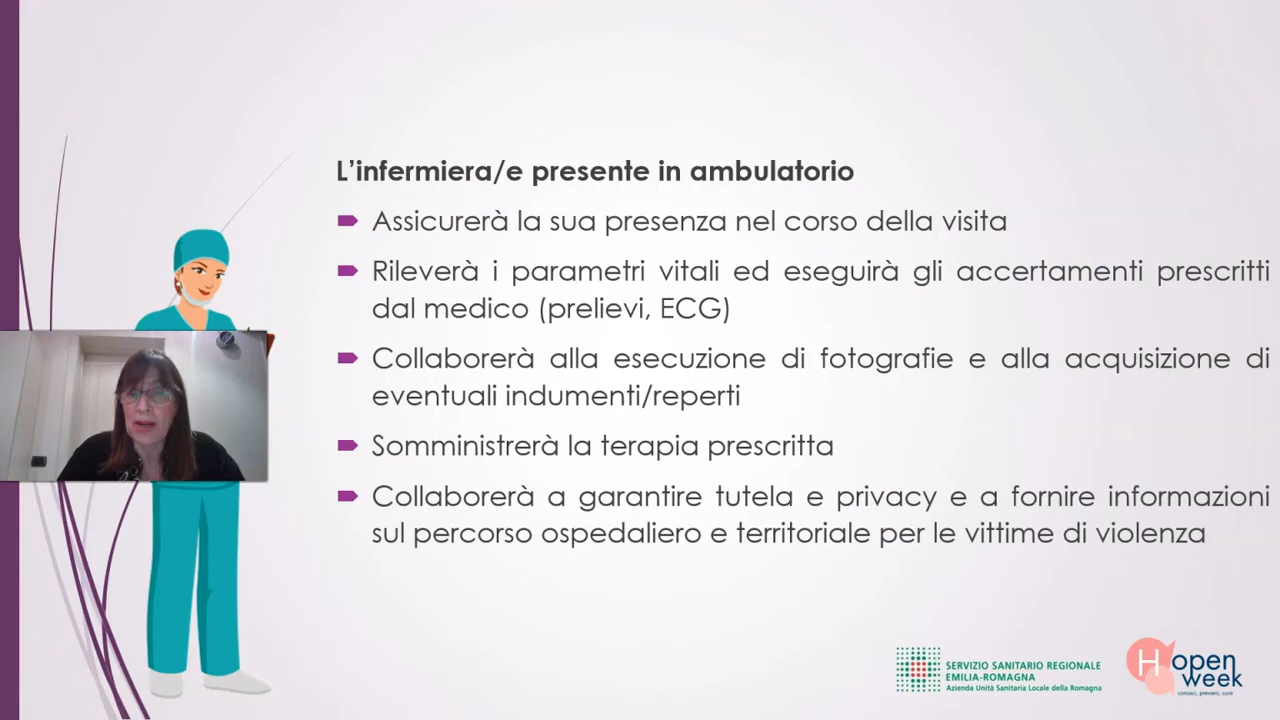 L'infermiera/e presente in ambulatorio
Assicurerà la sua presenza nel corso della visita
Rileverà i parametri vitali ed eseguirà gli accertamenti prescritti
dal medico (prelievi, ECG)
Collaborerà alla esecuzione di fotografie e alla acquisizione di
eventuali indumenti/reperti
Somministrerà la terapia prescritta
Collaborerà a garantire tutela e privacy e a fornire informazioni
sul percorso ospedaliero e territoriale per le vittime di violenza
SERVIZIO SANITARIO REGIONALE
EMILIA-ROMAGNA
Azienda Unità Sanitaria Locale della Romagna
H open
week
conosci, previeni, cura